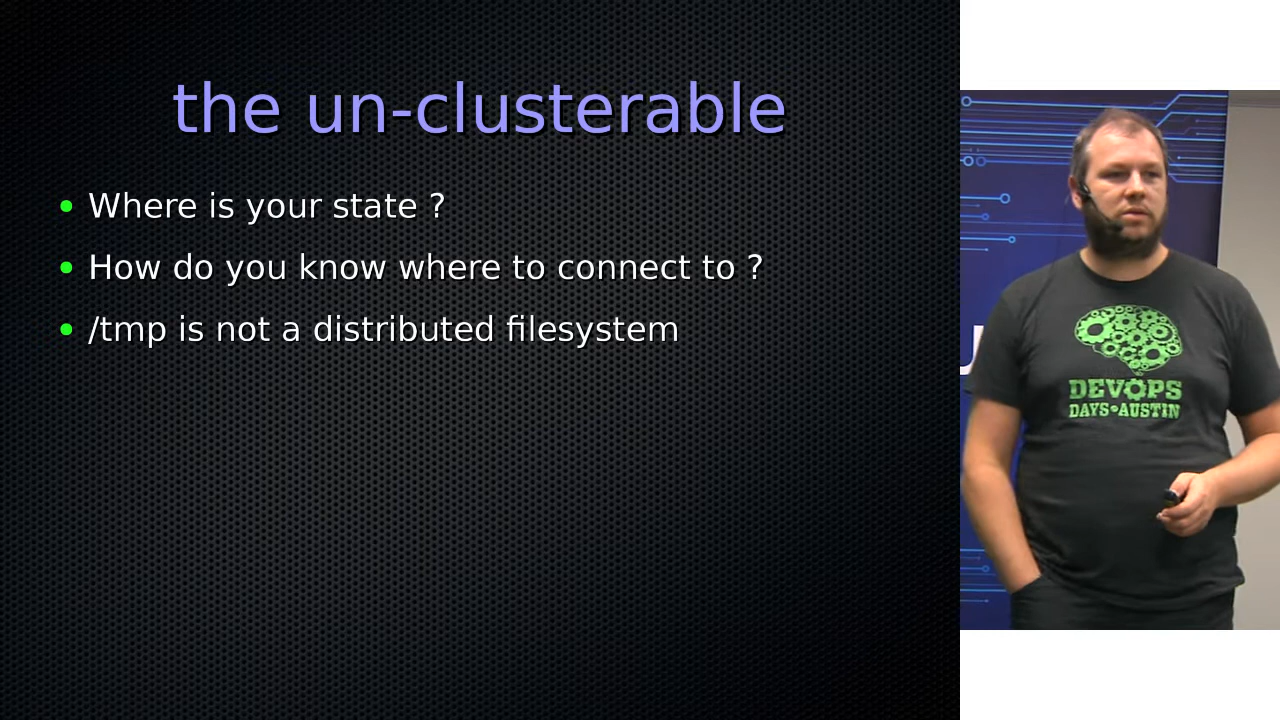 the un-clusterable
Where is your state ?
How do you know where to connect to ?
/tmp is not a distributed filesystem
DEVOPS
DAYS AUSTIN